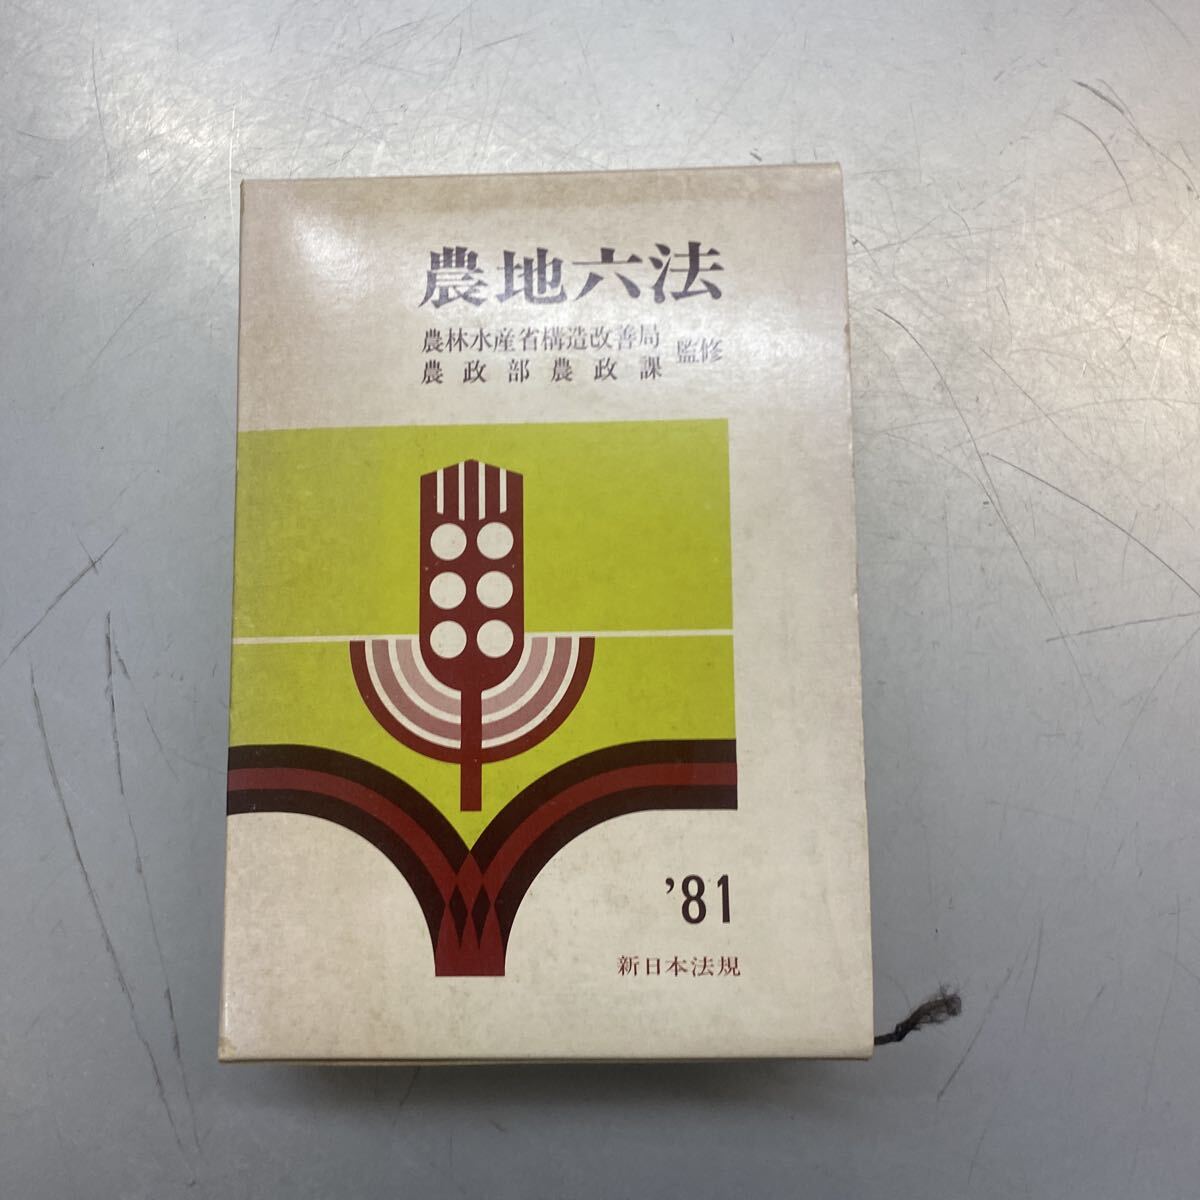 農地六法
農林水産省構造改善局
農政部農政課
監修
'81
新日本法規